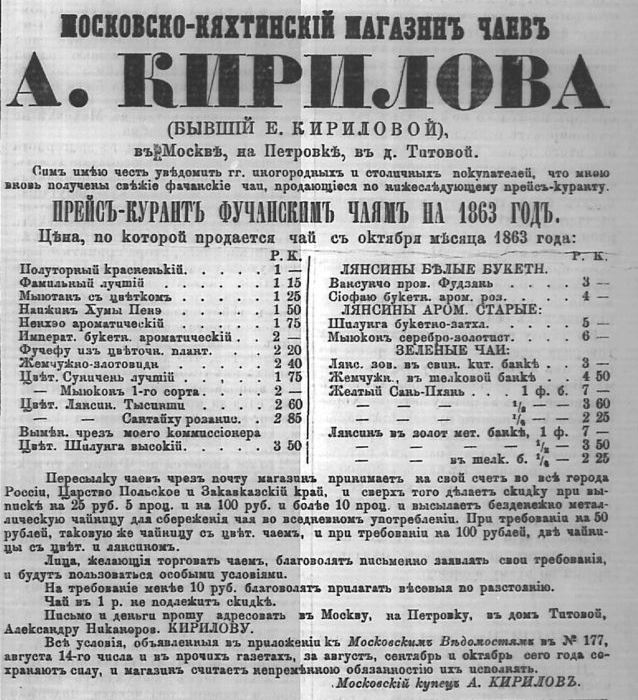 МОСКОВСКО-КЯХТИНСКІЙ МАГАЗИНЪ ЧАЕВЪ
А. КИРИЛОВА
(БЫВШІЙ Е. КИРИЛОВОЙ),
въ Москвѣ, на Петровкѣ, въ д. Титовой.
Симъ имѣю честь увѣдомить гг. иногородныхъ и столичныхъ покупателей, что мною
вновь получены свѣжіе фачанскіе чаи, продающіеся по нижеслѣдующему прейсъ-куранту.
ПРЕЙСЪ-КУРАНТЪ ФУЧАНСКИМЪ ЧАЯМЪ НА 1863 ГОДЪ.
Цѣна, по которой продается чай съ октября мѣсяца 1863 года:
Р. К.
Полуторный красненькій . . . . . 1 —
Фамильный лучшій . . . . . . 1 15
Мыютанъ съ цвѣткомъ . . . . . 1 25
Нанжинъ Хумы Пенэ . . . . . 1 50
Ненхэо ароматическій . . . . . 1 75
Императ. букетн. ароматическій . . 2 —
Фучефу изъ цвѣточн. плант. . . . 2 20
Жемчужно-злотовидн . . . . . 2 40
Цвѣт. Суничень лучшій . . . . . 1 75
— Мыюконъ 1-го сорта . . . . 2 —
Цвѣт. Лянсин. Тысинши . . . . 2 60
— Сантайху розанис. . . 2 85
Вымѣн. чрезъ моего коммиссіонера
Цвѣт. Шилунга высокій . . . . . 3 50
Р. К.
ЛЯНСИНЫ БѢЛЫЕ БУКЕТН.
Вансунчо пров. Фудзянь . . . . . 3 —
Сіофаю букетн. аром. роз. . . . . 4 —
ЛЯНСИНЫ АРОМ. СТАРЫЕ:
Шилунга букетно-затхл. . . . . 5 —
Мыюконъ серебро-золотист. . . . 6 —
ЗЕЛЕНЫЕ ЧАИ:
Лянс. зов. въ свин. кит. банкѣ . . . 3 —
Жемчужн., въ шелковой банкѣ . . . 4 50
Желтый Сань-Пхянь . . . 1 ф. б. 7 —
— — — — ½ — 3 60
— — — — ¼ — 2 25
Лянсинъ въ золот мет. банкѣ, 1 ф. 7 —
— — — — ½ — 3 50
въ шелк. б. ¼ — 2 25
Пересылку чаевъ чрезъ почту магазинъ принимаетъ на свой счетъ во всѣ города
Россіи, Царство Польское и Закавказскій край, и сверхъ того дѣлаетъ скидку при вы-
пискѣ на 25 руб. 5 проц. и на 100 руб. и болѣе 10 проц. и высылаетъ безденежно метал-
лическую чайницу для сбереженія чая во вседневномъ употребленіи. При требованіи на 50
рублей, таковую же чайницу съ цвѣт. чаемъ, и при требованіи на 100 рублей, двѣ чайни-
цы съ цвѣт. и лянсиномъ.
Лица, желающія торговать чаемъ, благоволятъ письменно заявлять свои требованія,
и будутъ пользоваться особыми условіями.
На требованіе менѣе 10 руб. благоволятъ прилагать вѣсовыя по разстоянію.
Чай въ 1 р. не подлежитъ скидкѣ.
Письмо и деньги прошу адресовать въ Москву, на Петровку, въ домъ Титовой,
Александру Никаноров. КИРИЛОВУ.
Всѣ условія, объявленныя въ приложеніи къ Московскимъ Вѣдомостямъ въ № 177,
августа 14-го числа и въ прочихъ газетахъ, за августъ, сентябрь и октябрь сего года со-
храняютъ силу, и магазинъ считаетъ непремѣнною обязанностію ихъ исполнять.
Московскій купецъ А. КИРИЛОВЪ.